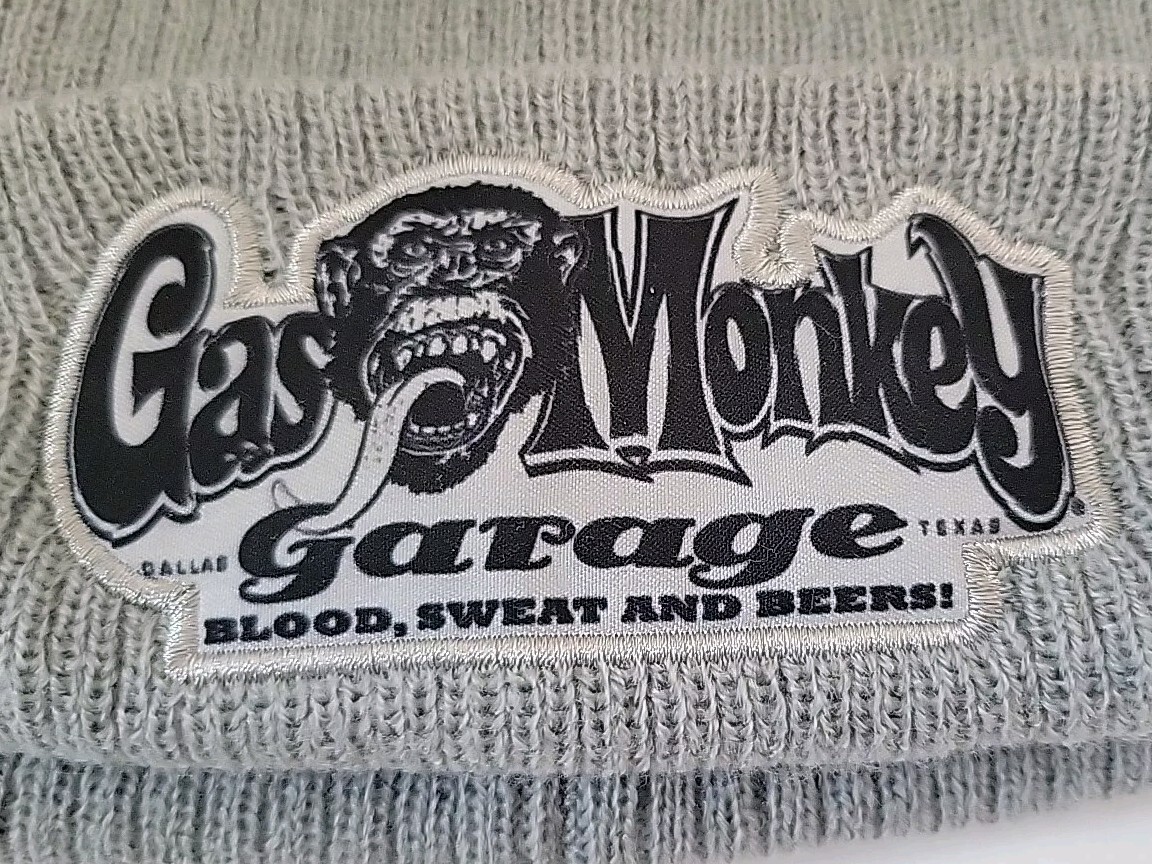 Gas Monkey
DALLAS Garage TEXAS
BLOOD, SWEAT AND BEERS!